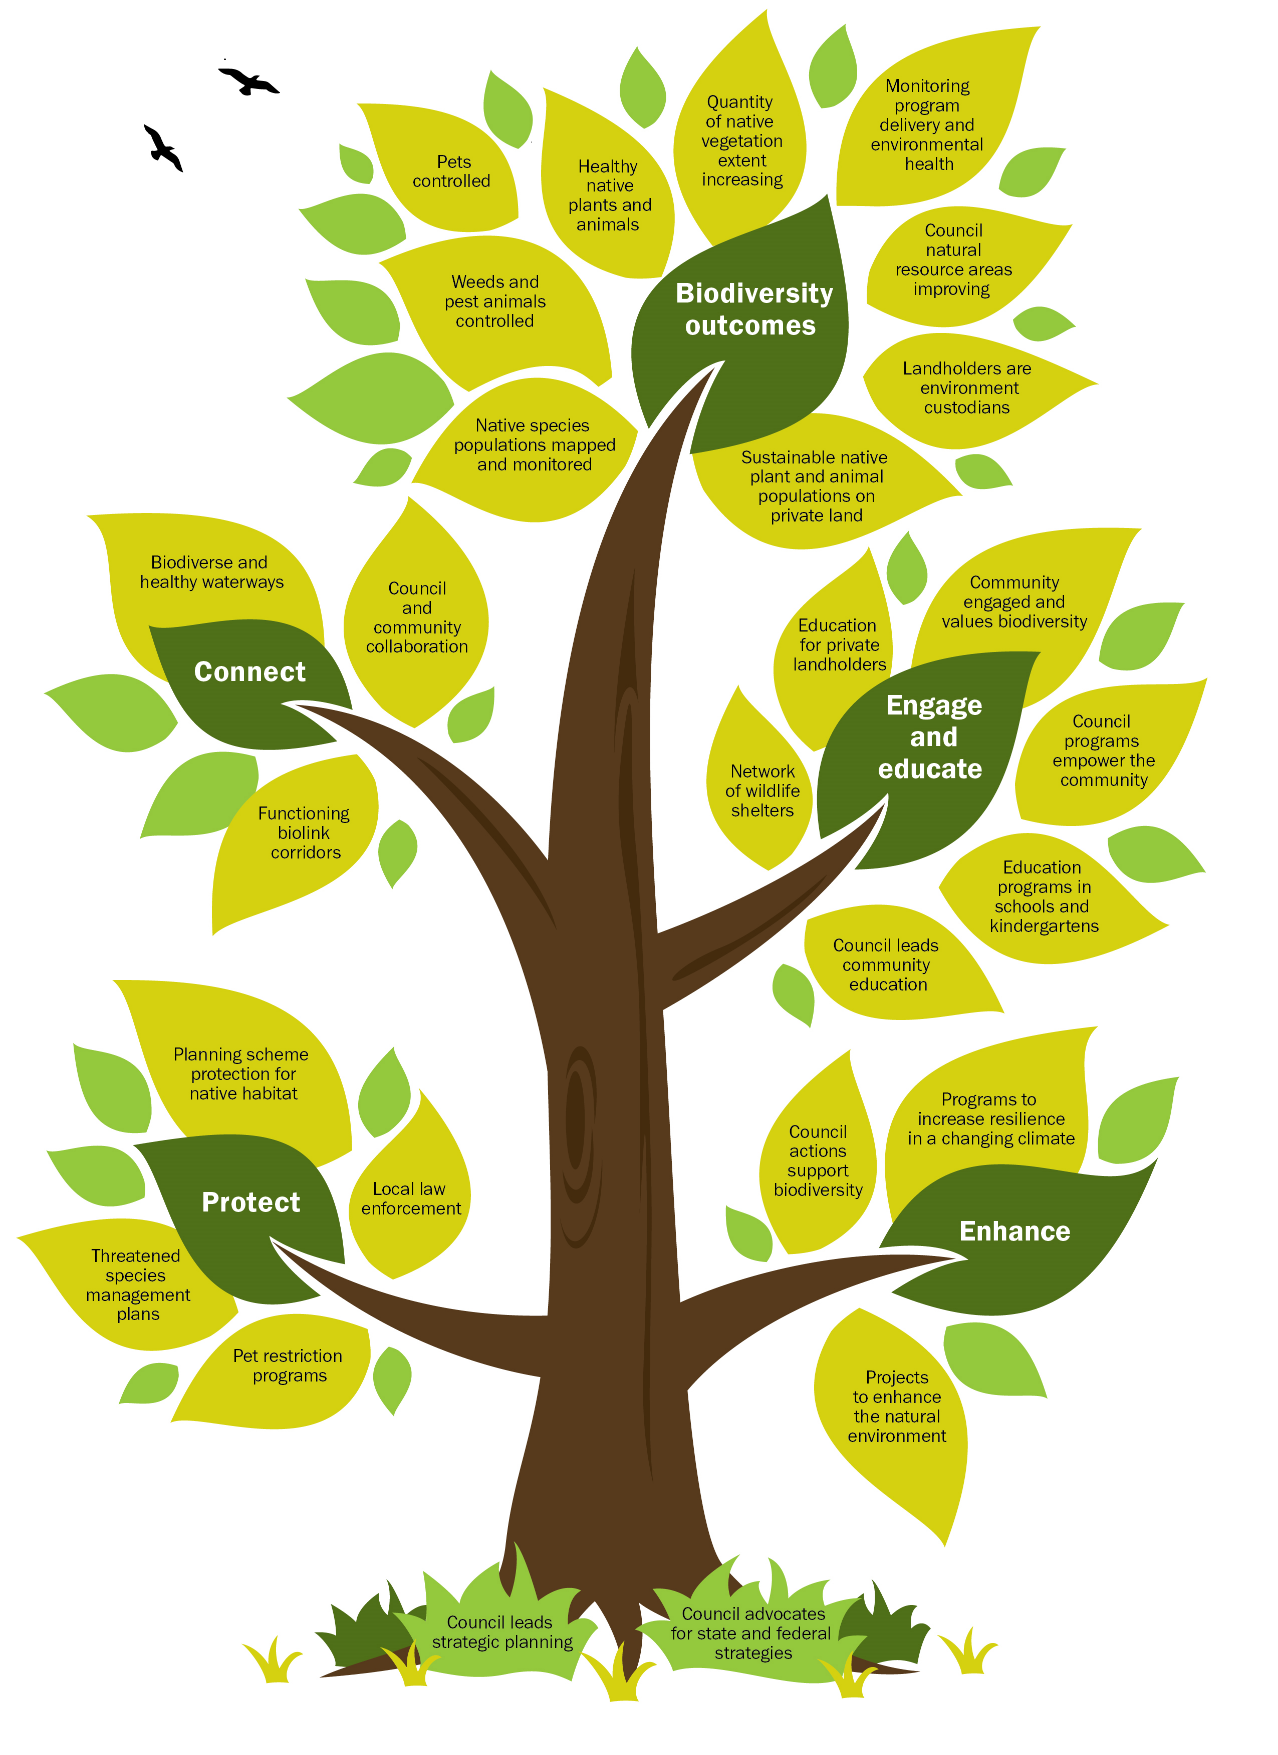 Quantity
of native
vegetation
extent
increasing
Monitoring
program
delivery and
environmental
health
Pets
controlled
Healthy
native
plants and
animals
Council
natural
resource areas
improving
Weeds and
pest animals
controlled
Biodiversity
outcomes
Landholders are
environment
custodians
Native species
populations mapped
and monitored
Sustainable native
plant and animal
populations on
private land
Biodiverse and
healthy waterways
Council
and
community
collaboration
Connect
Functioning
biolink
corridors
Community
engaged and
values biodiversity
Education
for private
landholders
Engage
and
educate
Network
of wildlife
shelters
Council
programs
empower the
community
Education
programs in
schools and
kindergartens
Council leads
community
education
Planning scheme
protection for
native habitat
Protect
Local law
enforcement
Threatened
species
management
plans
Pet restriction
programs
Programs to
increase resilience
in a changing climate
Council
actions
support
biodiversity
Enhance
Projects
to enhance
the natural
environment
Council leads
strategic planning
Council advocates
for state and federal
strategies